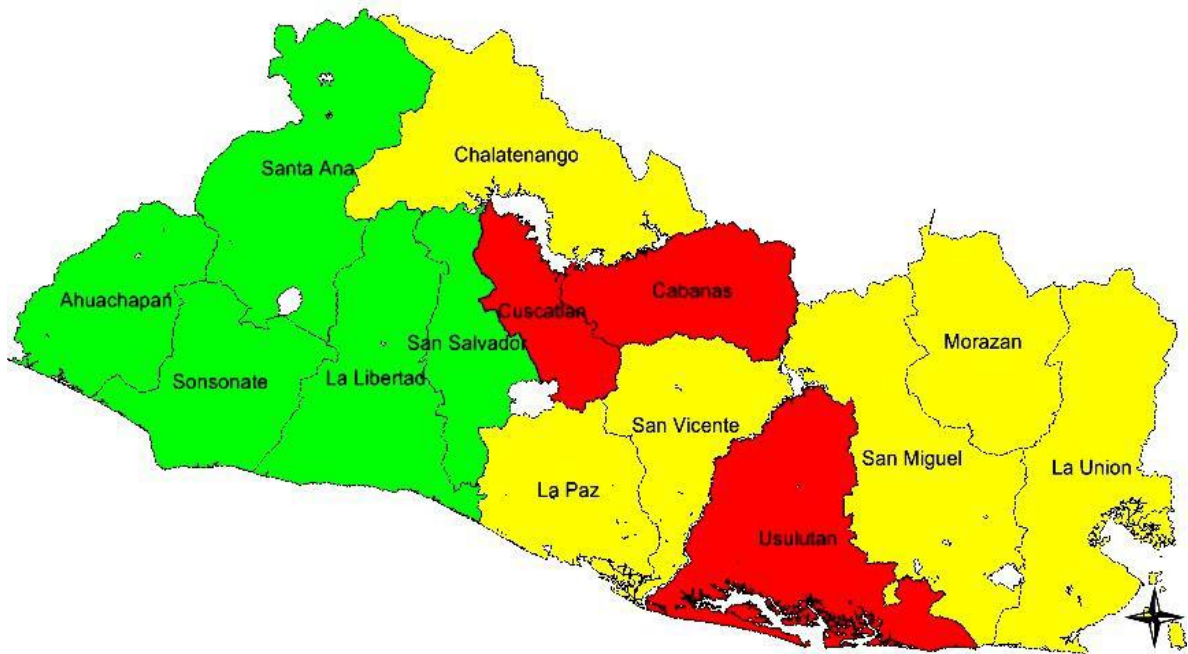 Chalatenango
Santa Ana
Ahuachapan
Cabanas
Cuscatlan
San Salvador
Morazan
Sonsonate
La Libertad
San Vicente
San Miguel
La Union
La Paz
Usulutan